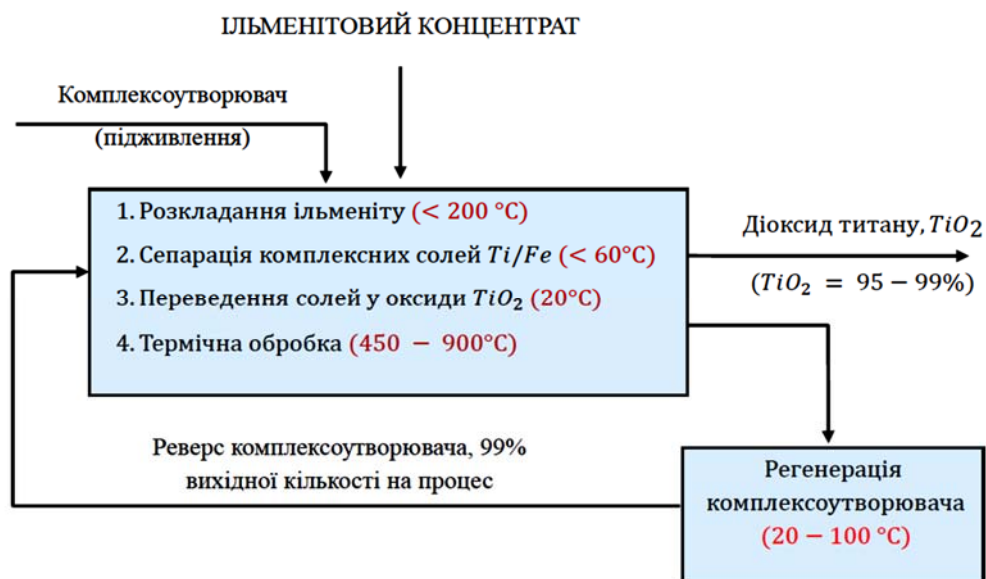 ІЛЬМЕНІТОВИЙ КОНЦЕНТРАТ
Комплексоутворювач
(підживлення)
1. Розкладання ільменіту (< 200 °C)
2. Сепарація комплексних солей Ti/Fe (< 60°C)
3. Переведення солей у оксиди TiO₂ (20°C)
4. Термічна обробка (450 − 900°C)
Діоксид титану, TiO₂
(TiO₂ = 95 − 99%)
Реверс комплексоутворювача, 99%
вихідної кількості на процес
Регенерація
комплексоутворювача
(20 − 100 °C)